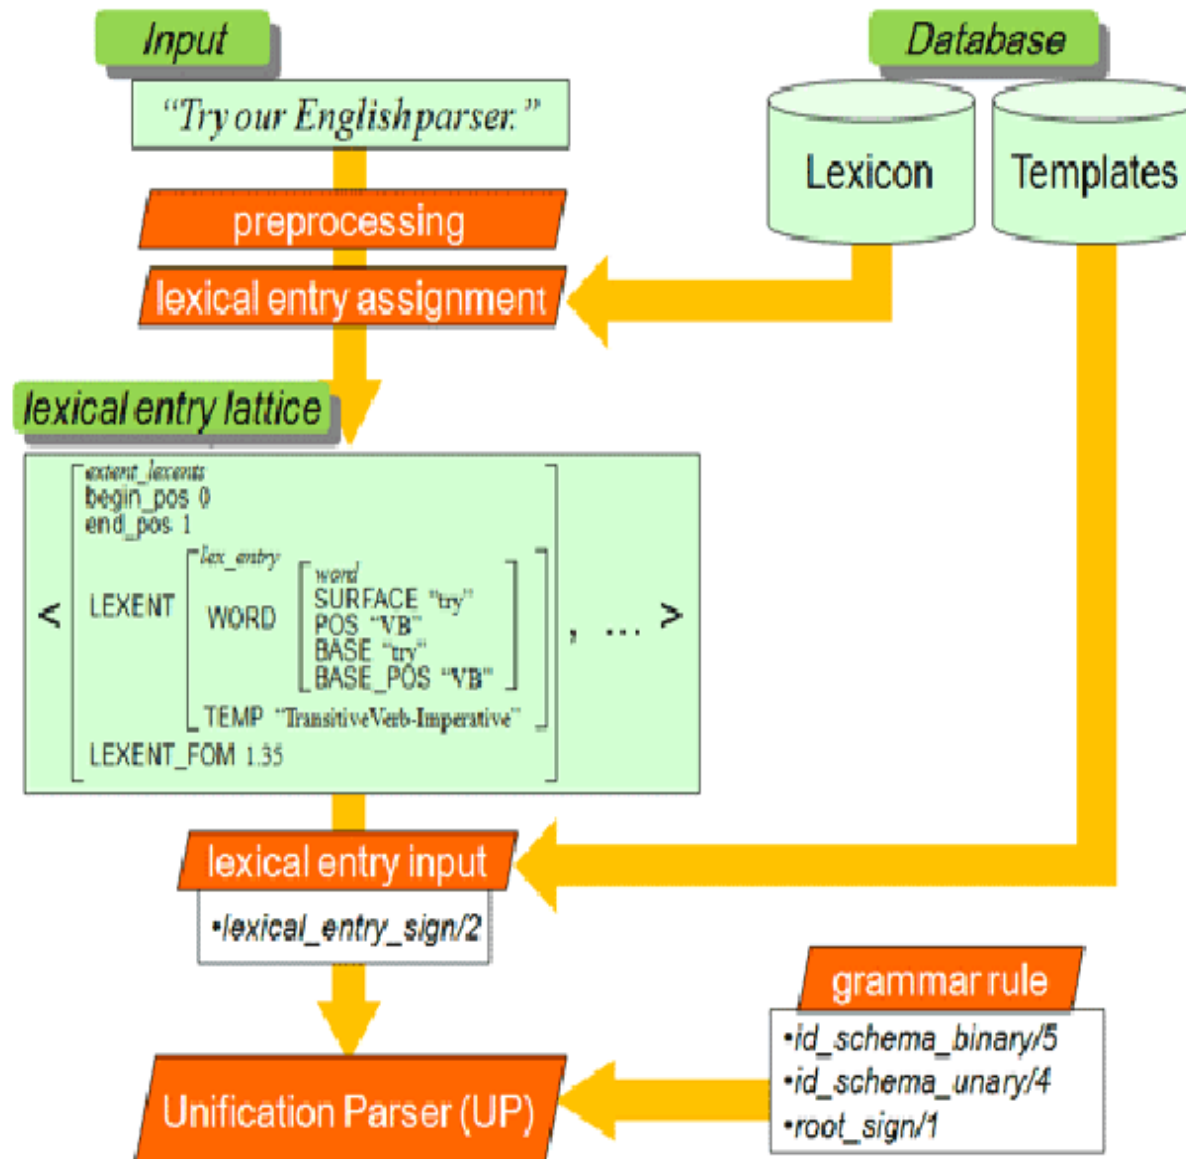 Input
Database
“Try our Englishparser.”
Lexicon
Templates
preprocessing
lexical entry assignment
lexical entry lattice
extent_lexents
begin_pos 0
end_pos 1
lex_entry
word
SURFACE “try”
LEXENT
WORD
POS “VB”
BASE “try”
BASE_POS “VB”
< , ... >
TEMP “TransitiveVerb-Imperative”
LEXENT_FOM 1.35
lexical entry input
•lexical_entry_sign/2
grammar rule
•id_schema_binary/5
•id_schema_unary/4
•root_sign/1
Unification Parser (UP)